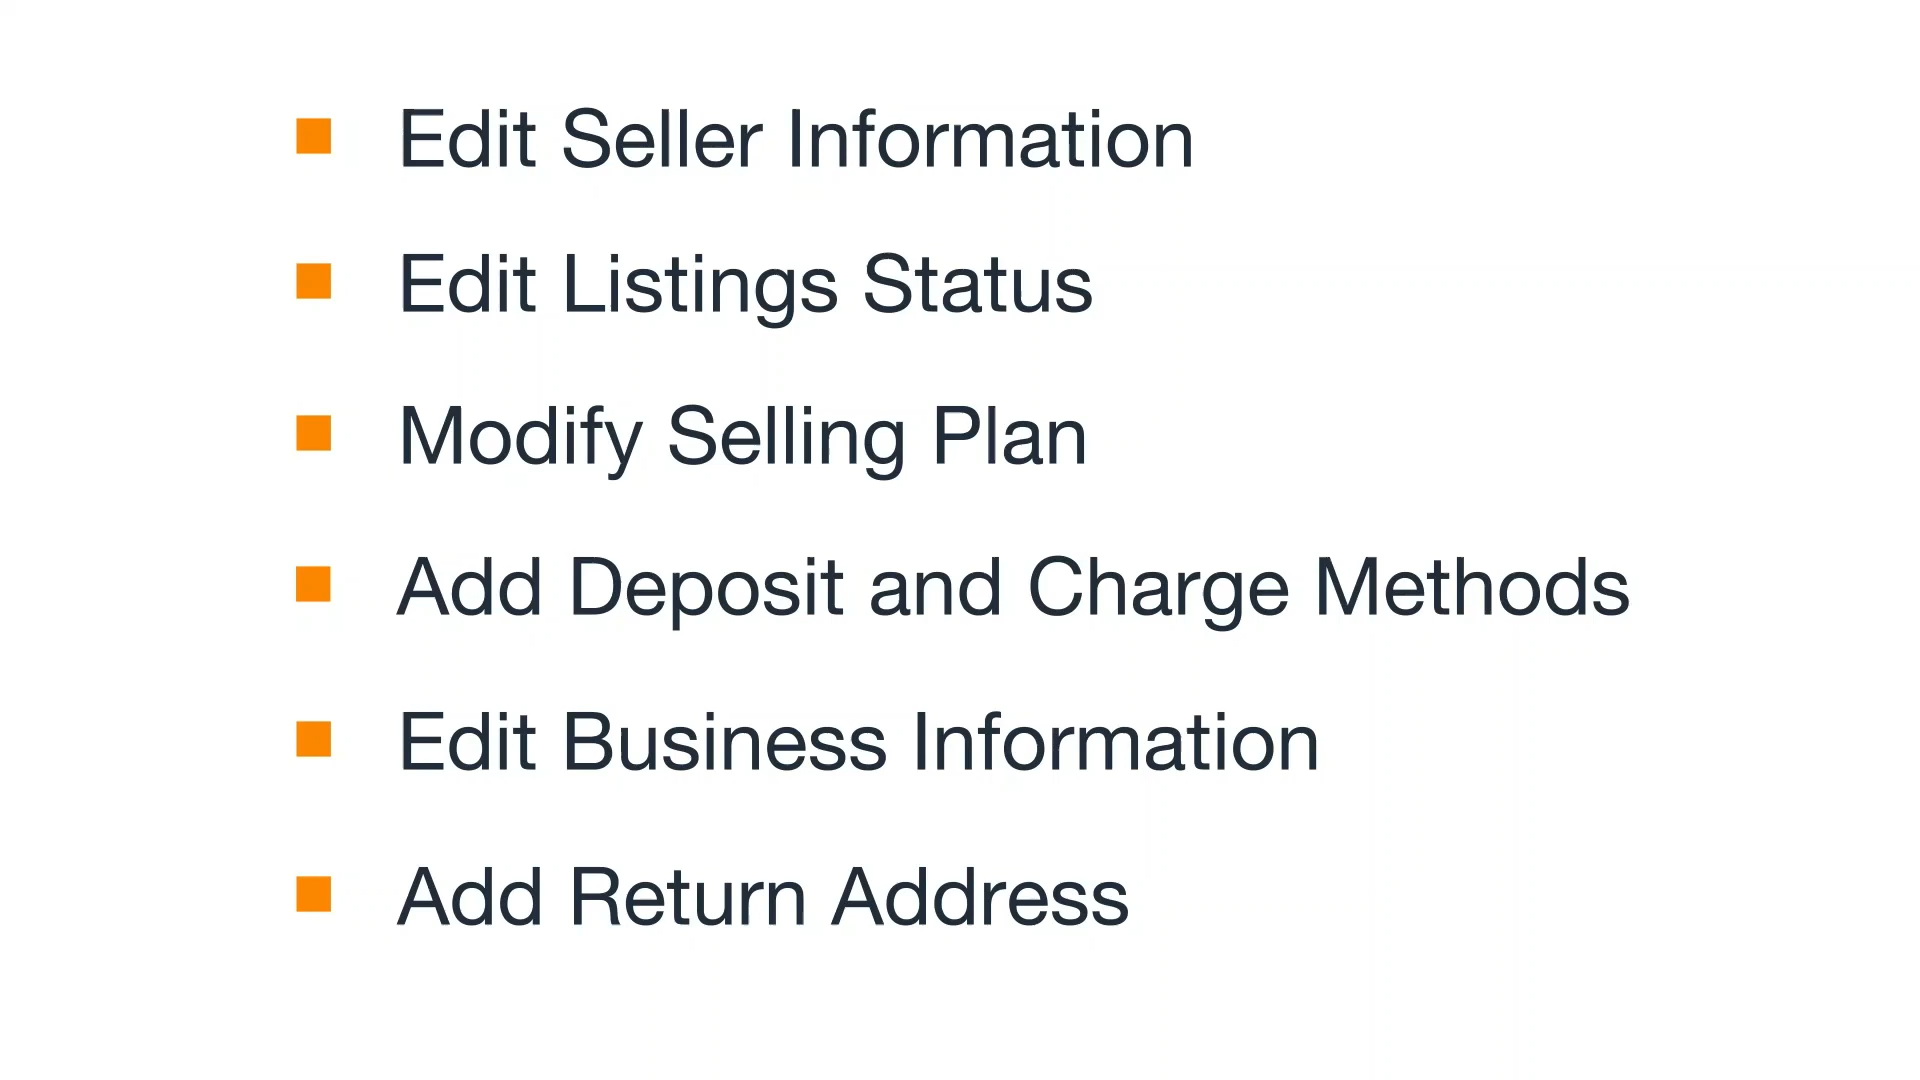 Edit Seller Information
Edit Listings Status
Modify Selling Plan
Add Deposit and Charge Methods
Edit Business Information
Add Return Address